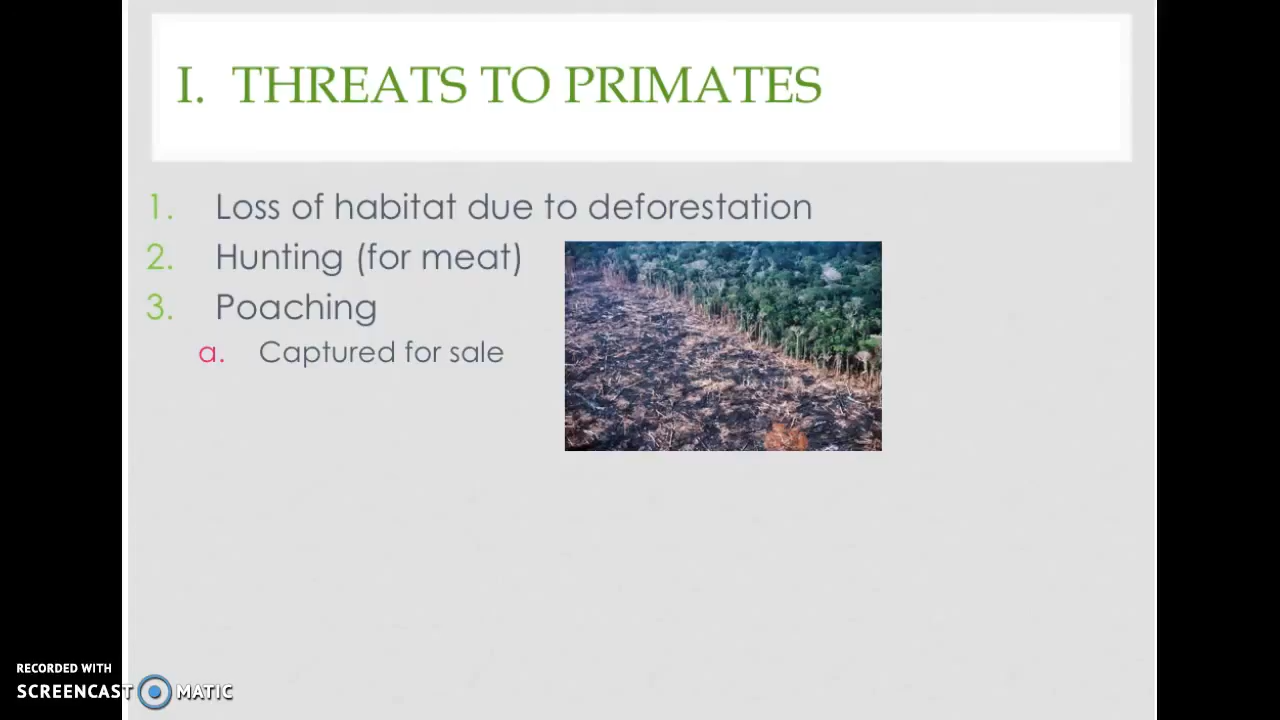 I. THREATS TO PRIMATES
1. Loss of habitat due to deforestation
2. Hunting (for meat)
3. Poaching
a. Captured for sale
RECORDED WITH
SCREENCAST MATIC